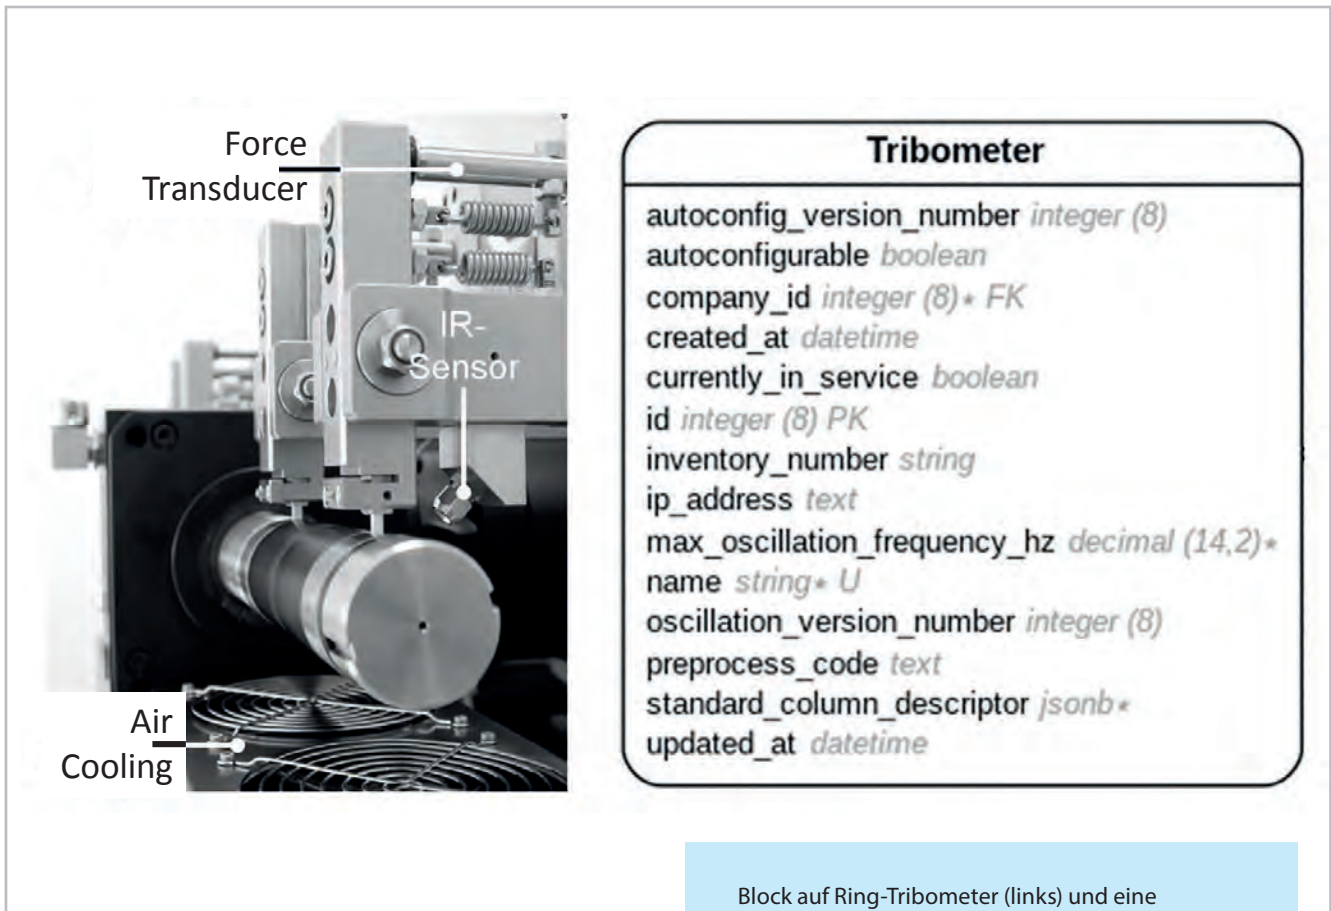 Force
Transducer
IR-
Sensor
Air
Cooling
Tribometer
autoconfig_version_number integer (8)
autoconfigurable boolean
company_id integer (8)* FK
created_at datetime
currently_in_service boolean
id integer (8) PK
inventory_number string
ip_address text
max_oscillation_frequency_hz decimal (14,2)*
name string* U
oscillation_version_number integer (8)
preprocess_code text
standard_column_descriptor jsonb*
updated_at datetime
Block auf Ring-Tribometer (links) und eine